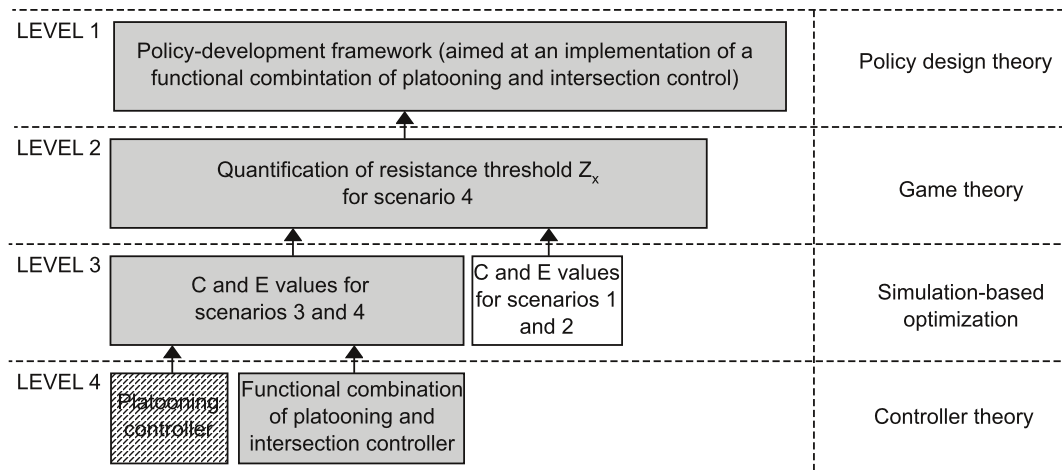 LEVEL 1
Policy-development framework (aimed at an implementation of a
functional combintation of platooning and intersection control)
Policy design theory
LEVEL 2
Quantification of resistance threshold Zx
for scenario 4
Game theory
LEVEL 3
C and E values for
scenarios 3 and 4
C and E values
for scenarios 1
and 2
Simulation-based
optimization
LEVEL 4
Platooning
controller
Functional combination
of platooning and
intersection controller
Controller theory